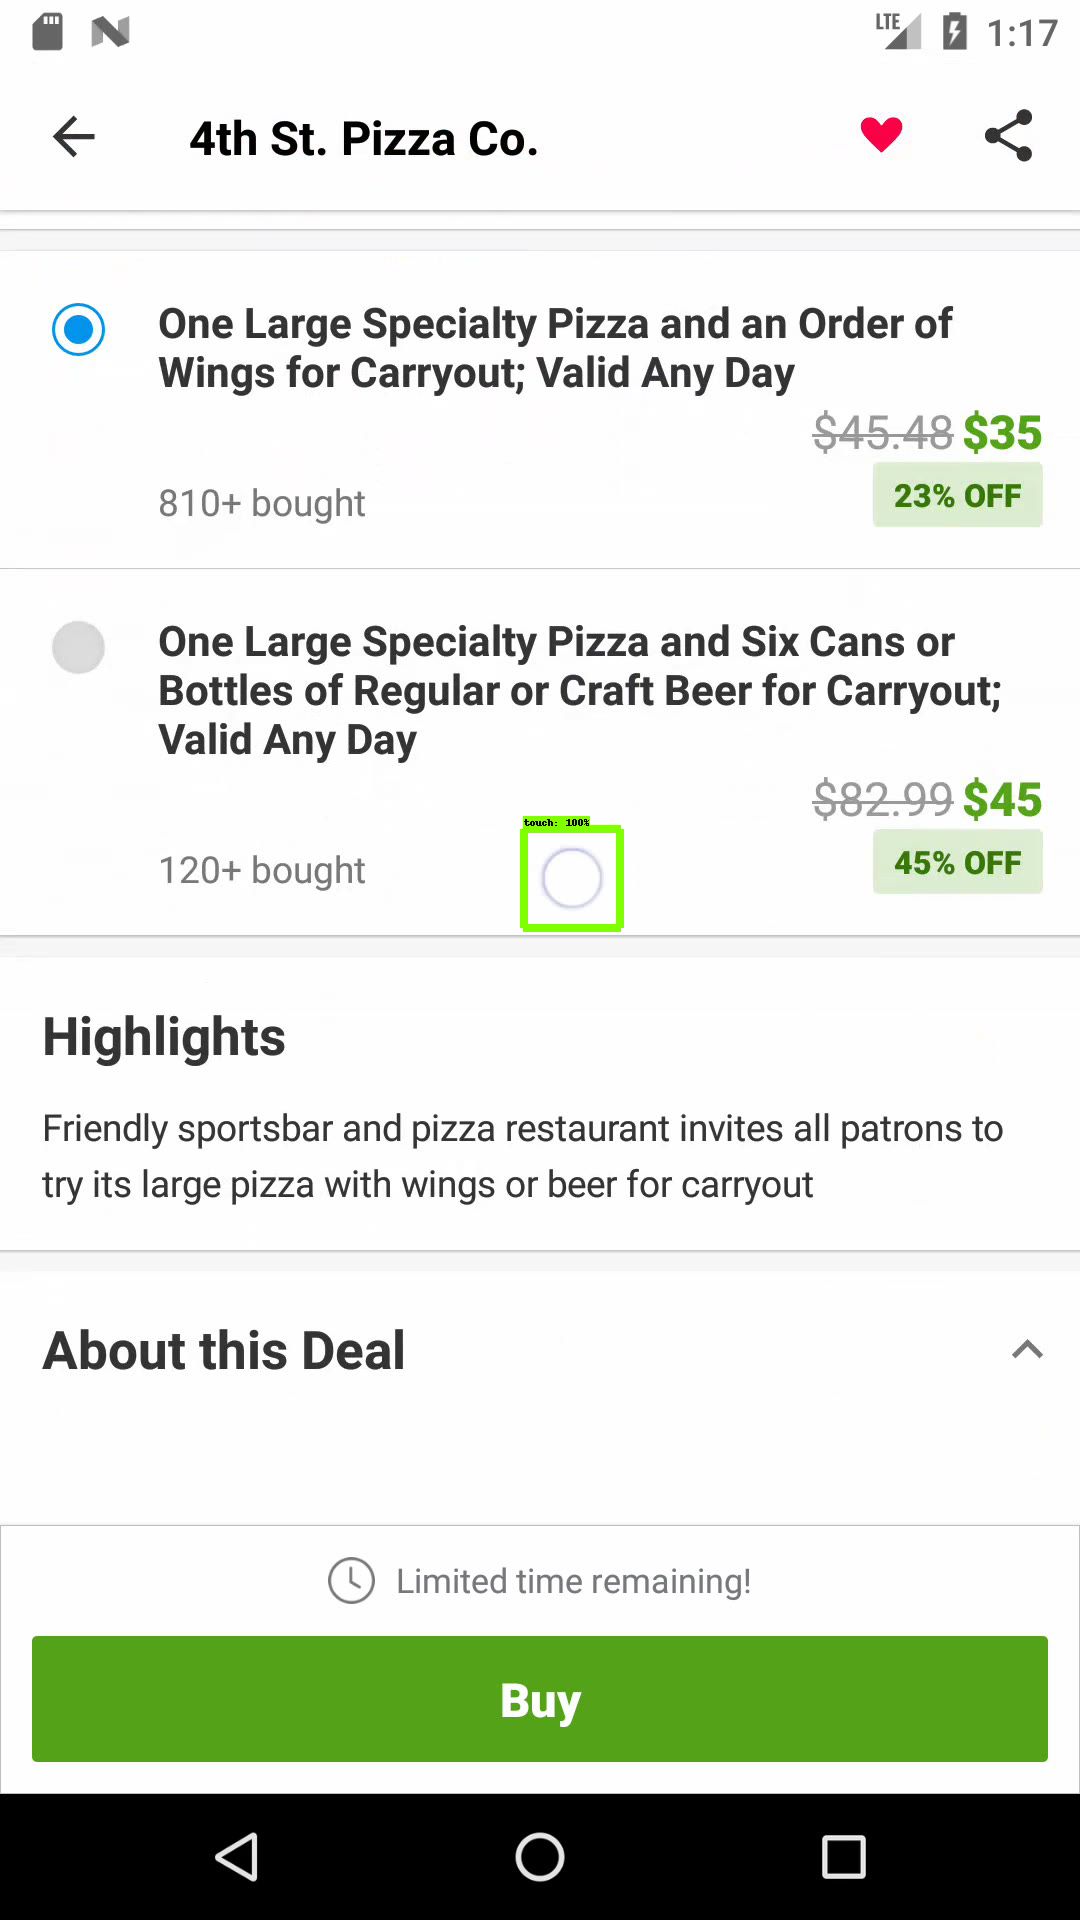 LTE 1:17
4th St. Pizza Co.
One Large Specialty Pizza and an Order of
Wings for Carryout; Valid Any Day
$45.48 $35
810+ bought
23% OFF
One Large Specialty Pizza and Six Cans or
Bottles of Regular or Craft Beer for Carryout;
Valid Any Day
$82.99 $45
touch: 100%
120+ bought
45% OFF
Highlights
Friendly sportsbar and pizza restaurant invites all patrons to
try its large pizza with wings or beer for carryout
About this Deal
Limited time remaining!
Buy